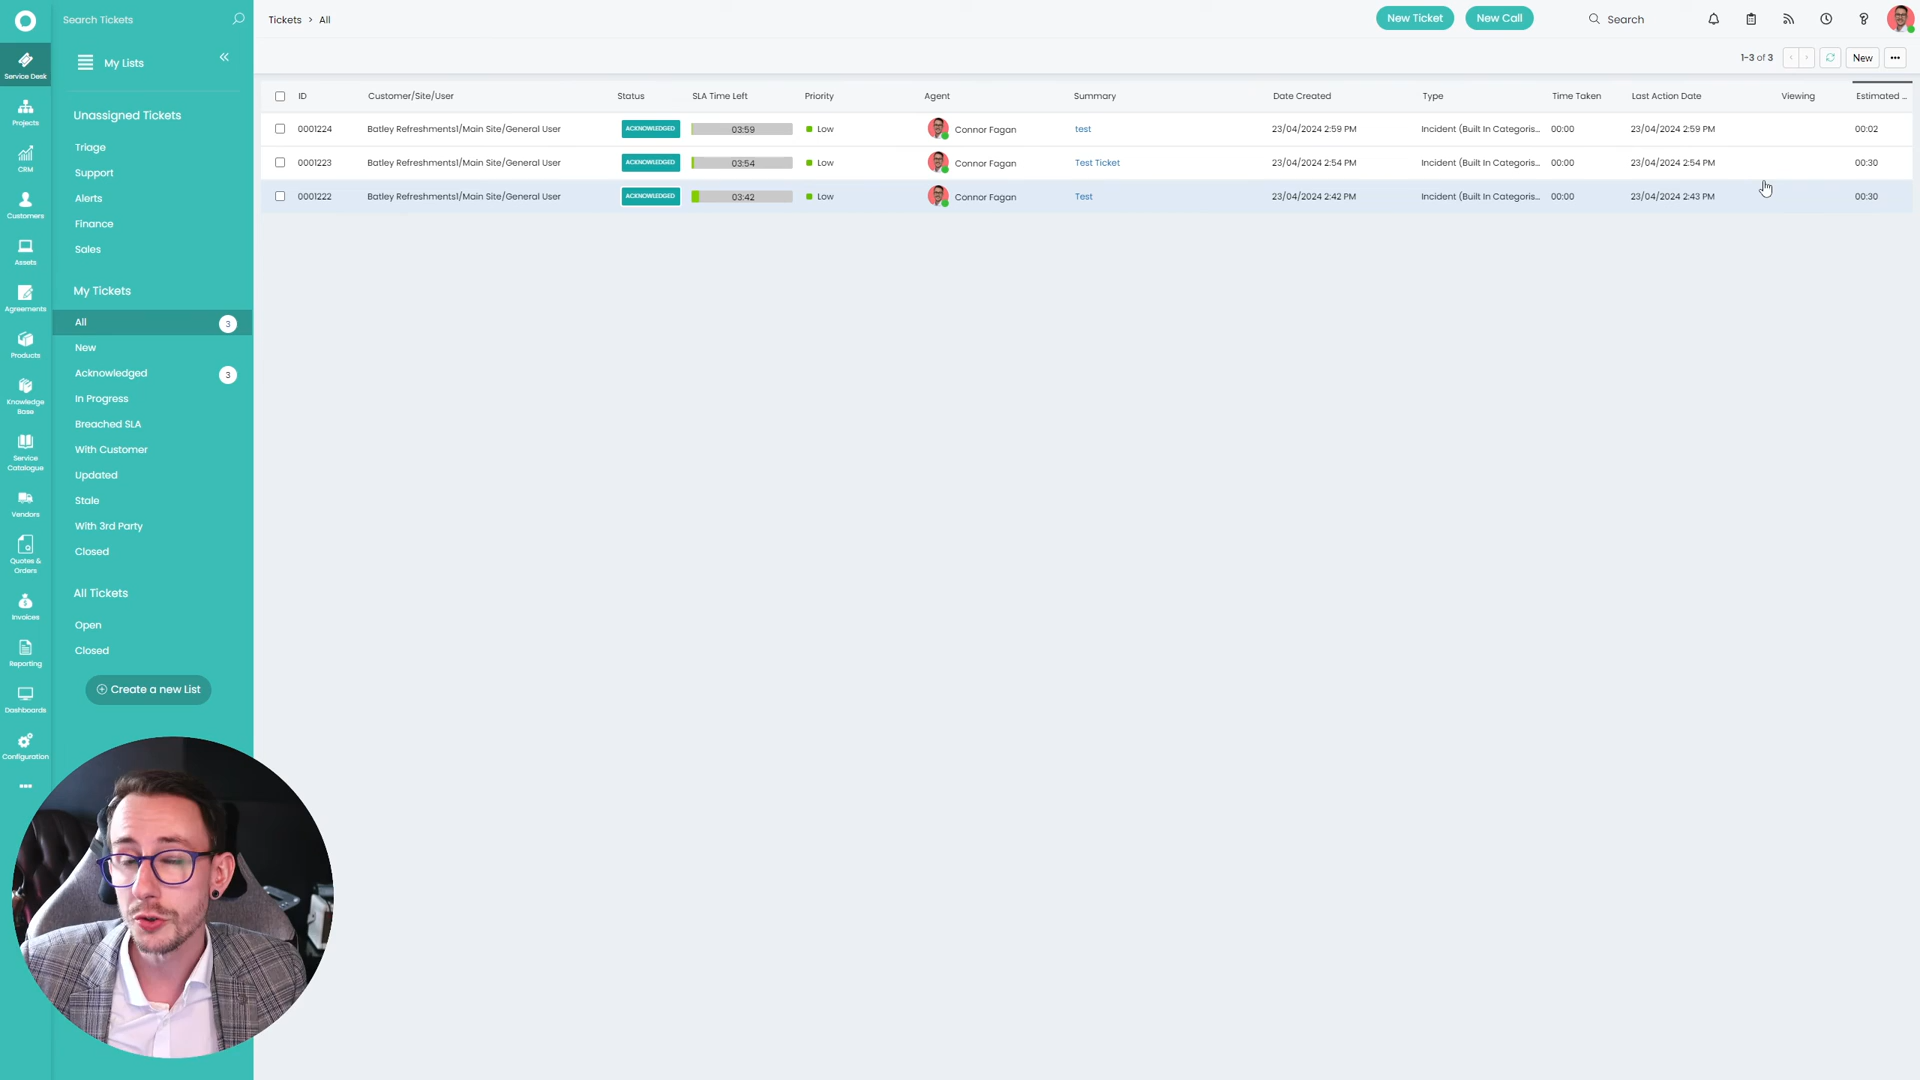 Search Tickets
Tickets > All
New Ticket
New Call
Search
Service Desk
My Lists
1-3 of 3
New
Projects
CRM
Customers
Assets
Agreements
Products
Knowledge
Base
Service
Catalogue
Vendors
Quotes &
Orders
Invoices
Reporting
Dashboards
Configuration
Unassigned Tickets
Triage
Support
Alerts
Finance
Sales
My Tickets
All 3
New
Acknowledged 3
In Progress
Breached SLA
With Customer
Updated
Stale
With 3rd Party
Closed
All Tickets
Open
Closed
Create a new List
ID Customer/Site/User Status SLA Time Left Priority Agent Summary Date Created Type Time Taken Last Action Date Viewing Estimated ...
0001224 Batley Refreshments1/Main Site/General User ACKNOWLEDGED 03:59 Low Connor Fagan test 23/04/2024 2:59 PM Incident (Built In Categoris... 00:00 23/04/2024 2:59 PM 00:02
0001223 Batley Refreshments1/Main Site/General User ACKNOWLEDGED 03:54 Low Connor Fagan Test Ticket 23/04/2024 2:54 PM Incident (Built In Categoris... 00:00 23/04/2024 2:54 PM 00:30
0001222 Batley Refreshments1/Main Site/General User ACKNOWLEDGED 03:42 Low Connor Fagan Test 23/04/2024 2:42 PM Incident (Built In Categoris... 00:00 23/04/2024 2:43 PM 00:30